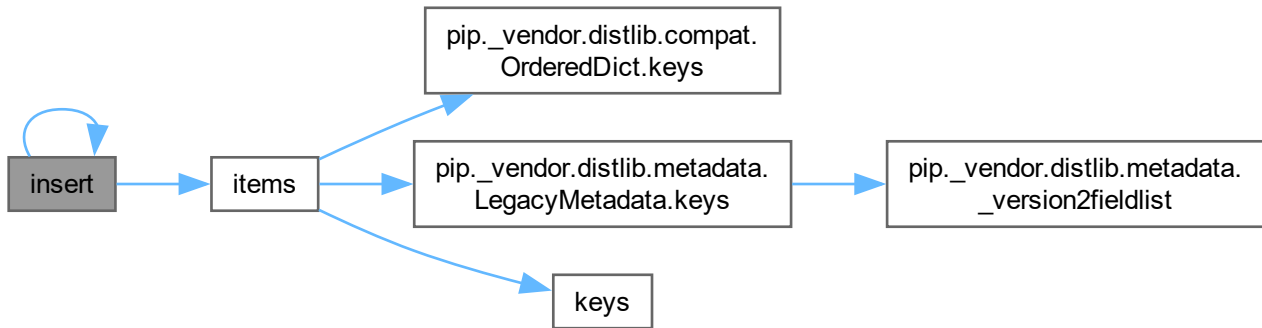 pip._vendor.distlib.compat.
OrderedDict.keys
insert
items
pip._vendor.distlib.metadata.
LegacyMetadata.keys
pip._vendor.distlib.metadata.
_version2fieldlist
keys